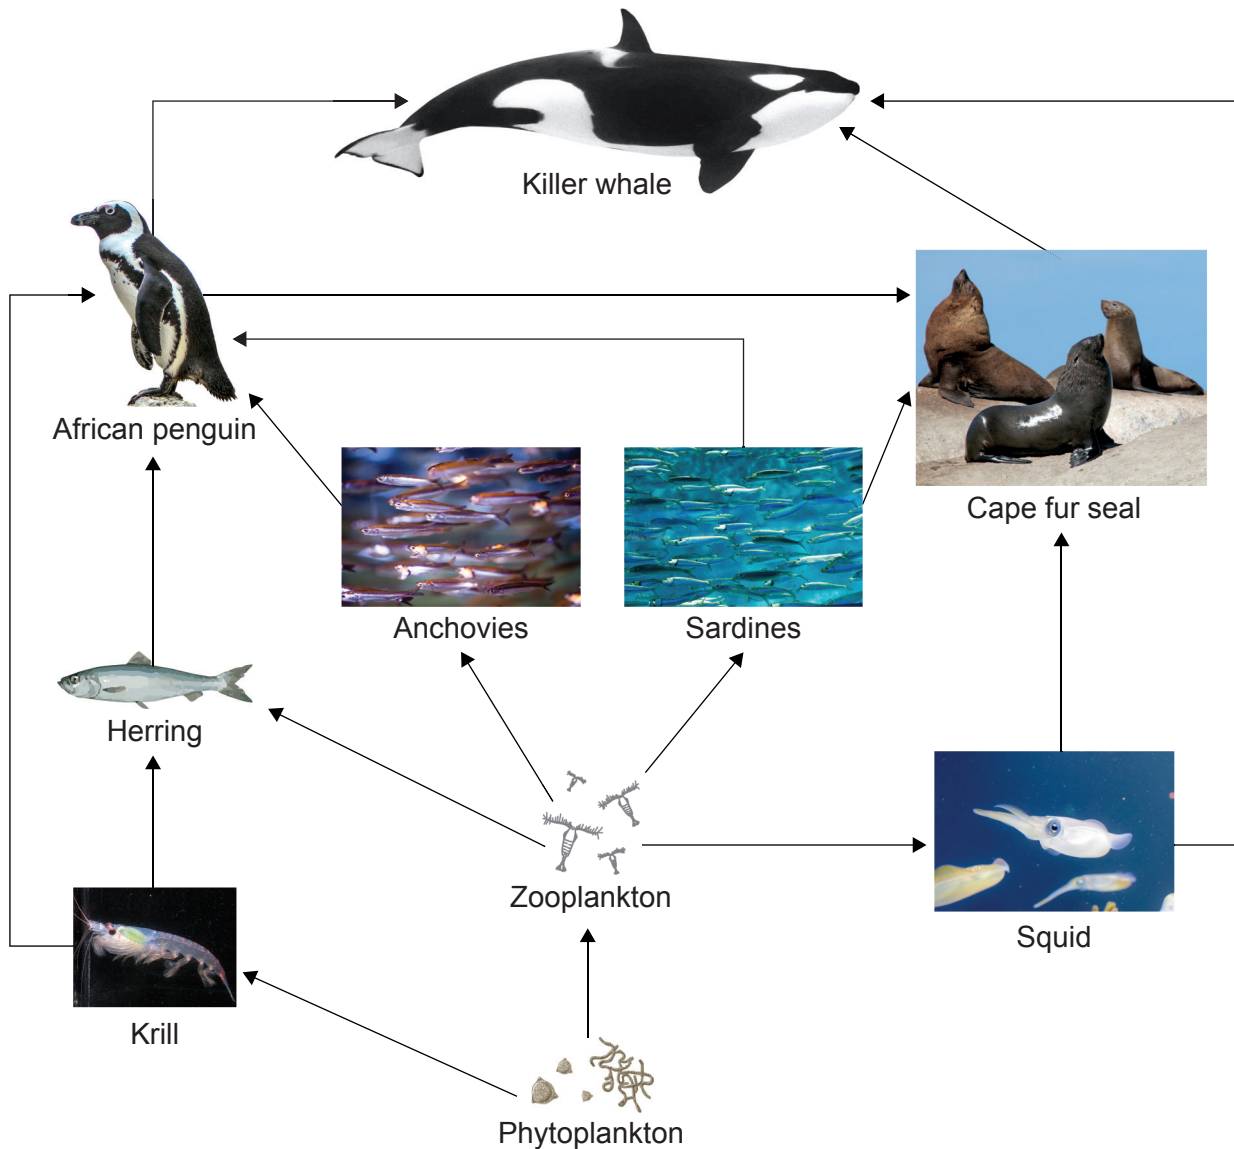 Killer whale
African penguin
Cape fur seal
Anchovies
Sardines
Herring
Zooplankton
Squid
Krill
Phytoplankton